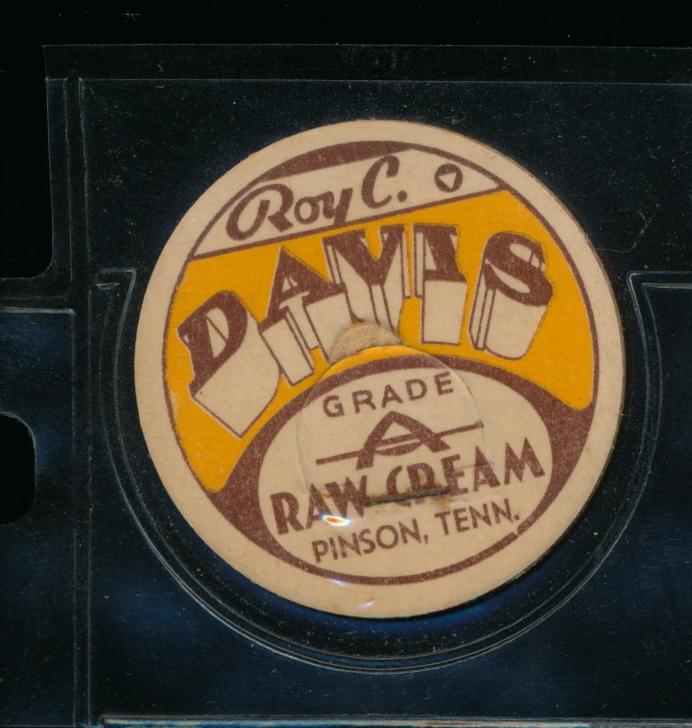 Roy C.
DAVIS
GRADE
A
RAW CREAM
PINSON, TENN.